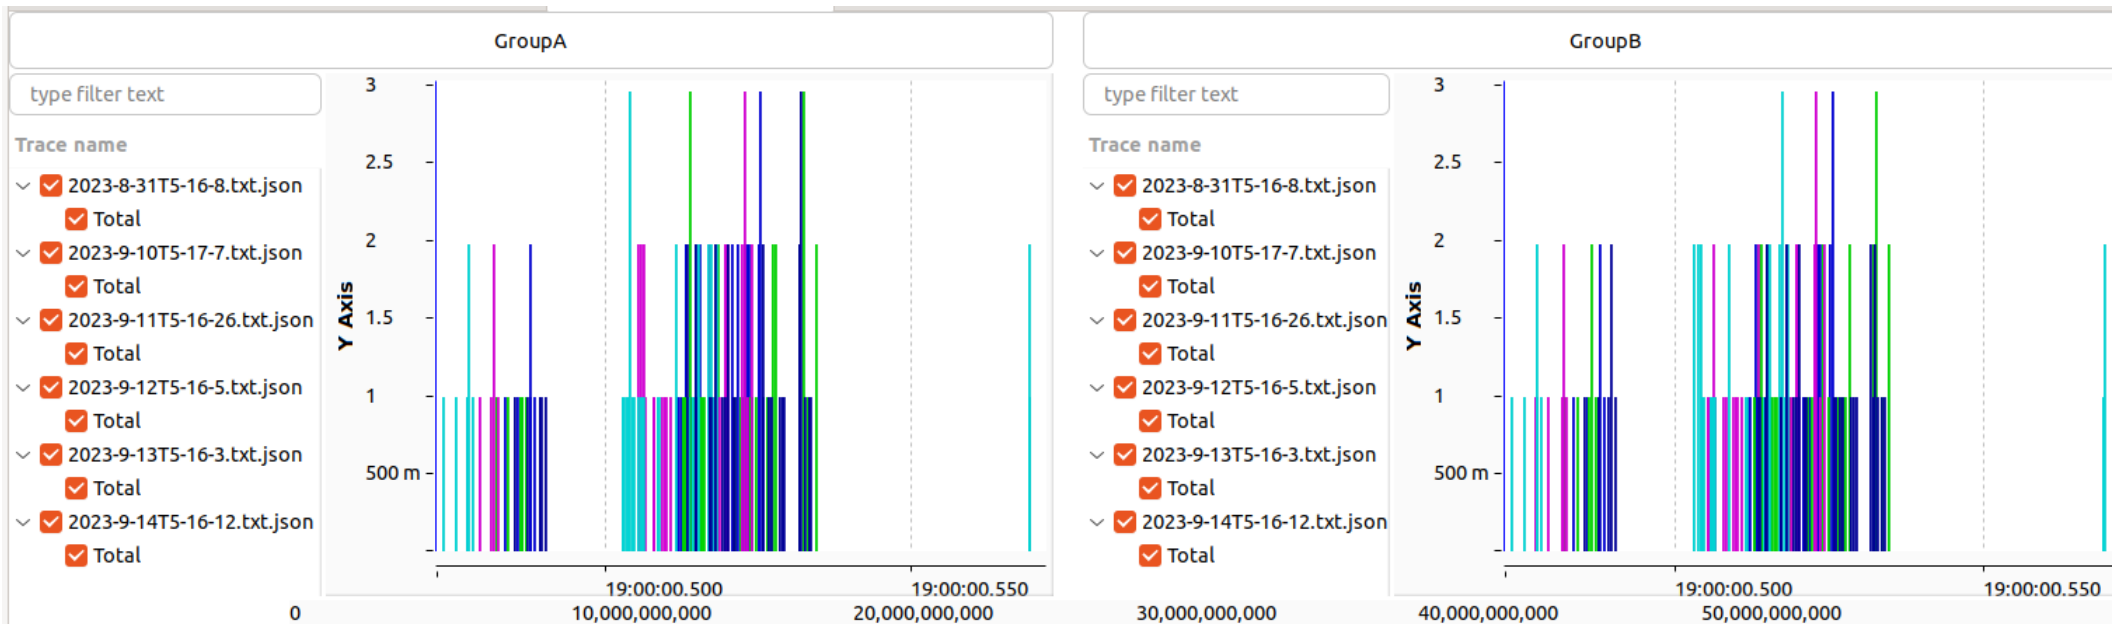 GroupA
type filter text
Trace name
2023-8-31T5-16-8.txt.json
Total
2023-9-10T5-17-7.txt.json
Total
2023-9-11T5-16-26.txt.json
Total
2023-9-12T5-16-5.txt.json
Total
2023-9-13T5-16-3.txt.json
Total
2023-9-14T5-16-12.txt.json
Total
Y Axis
3
2.5
2
1.5
1
500 m
19:00:00.500 19:00:00.550
GroupB
type filter text
Trace name
2023-8-31T5-16-8.txt.json
Total
2023-9-10T5-17-7.txt.json
Total
2023-9-11T5-16-26.txt.json
Total
2023-9-12T5-16-5.txt.json
Total
2023-9-13T5-16-3.txt.json
Total
2023-9-14T5-16-12.txt.json
Total
Y Axis
3
2.5
2
1.5
1
500 m
19:00:00.500 19:00:00.550
0 10,000,000,000 20,000,000,000 30,000,000,000 40,000,000,000 50,000,000,000